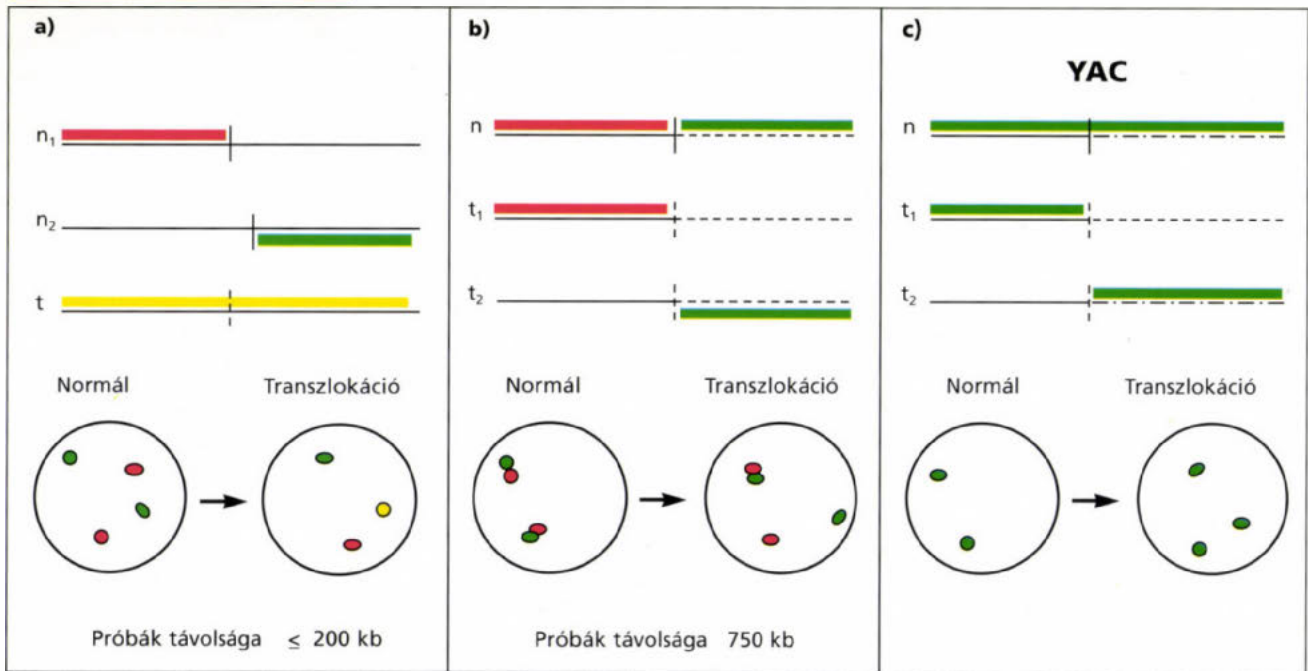 a)
n₁
n₂
t
Normál Transzlokáció
Próbák távolsága ≤ 200 kb
b)
n
t₁
t₂
Normál Transzlokáció
Próbák távolsága 750 kb
c)
YAC
n
t₁
t₂
Normál Transzlokáció